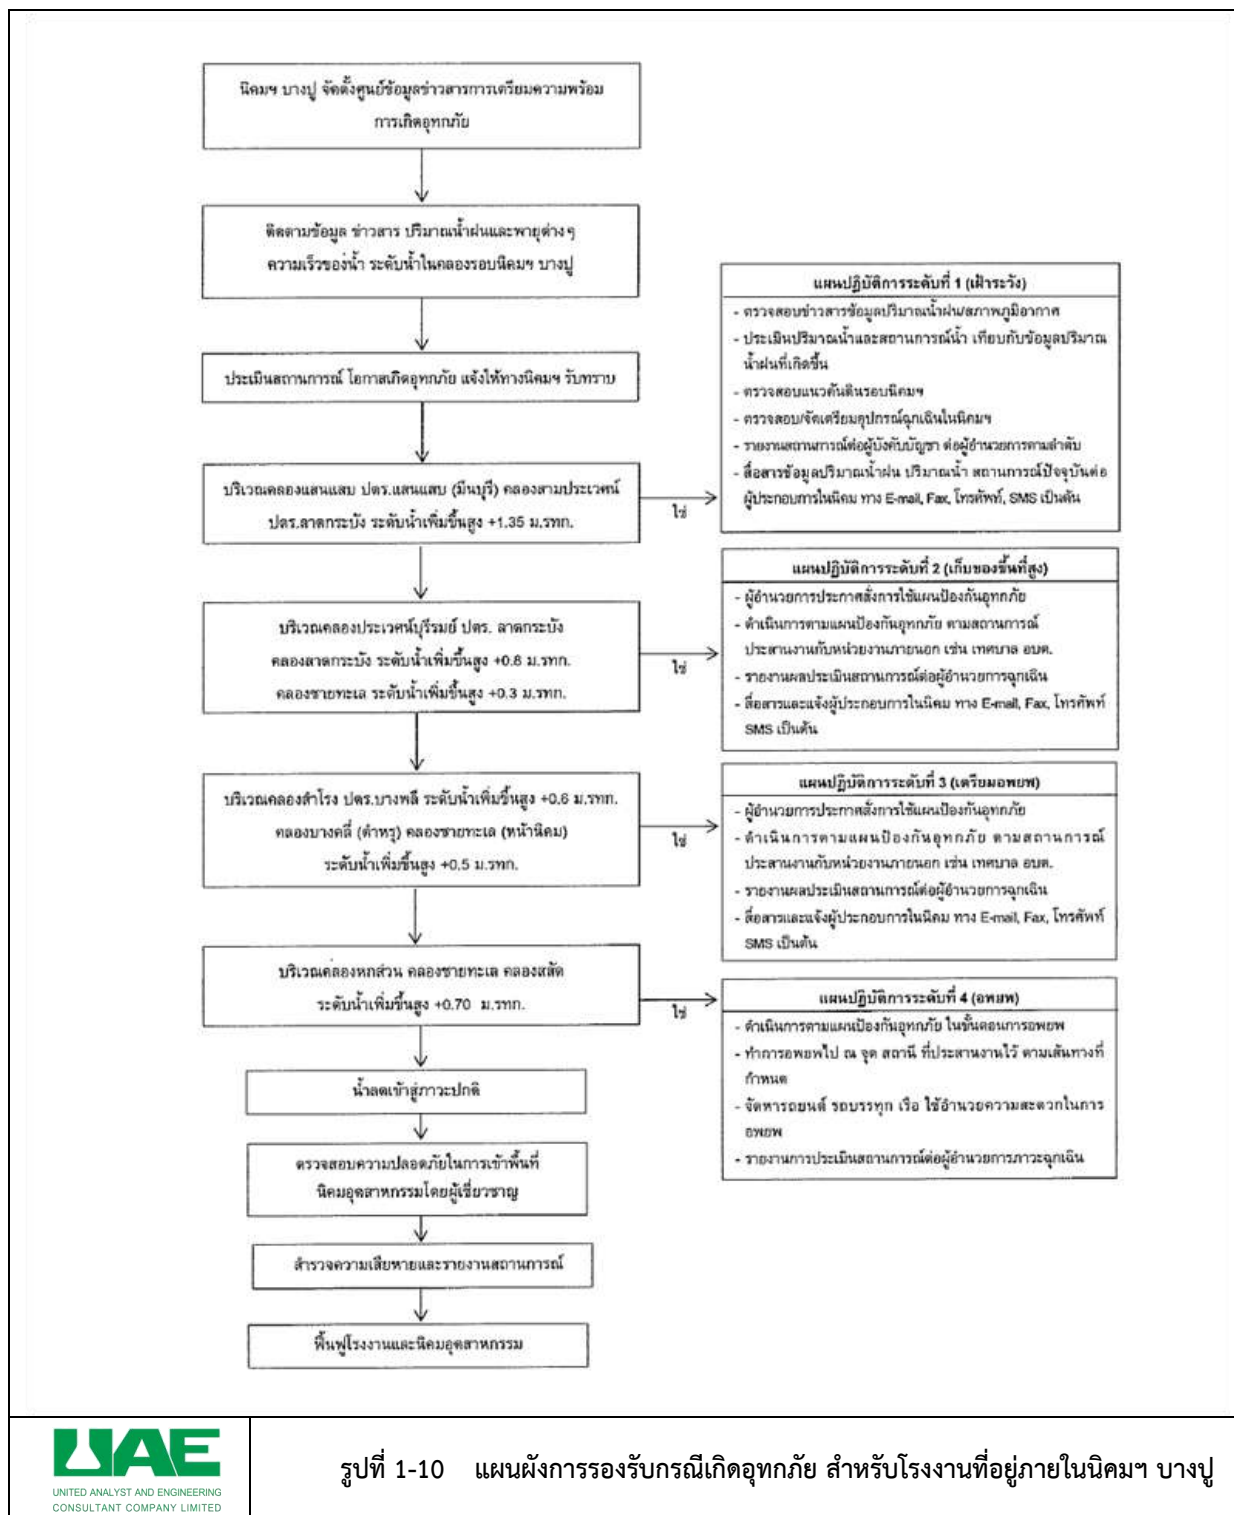 นิคมฯ บางปู จัดตั้งศูนย์ข้อมูลข่าวสารการเตรียมความพร้อม
การเกิดอุทกภัย
ติดตามข้อมูล ข่าวสาร ปริมาณน้ำฝนและพายุต่างๆ
ความเร็วของน้ำ ระดับน้ำในคลองรอบนิคมฯ บางปู
ประเมินสถานการณ์ โอกาสเกิดอุทกภัย แจ้งให้ทางนิคมฯ รับทราบ
บริเวณคลองแสนแสบ ปตร.แสนแสบ (มีนบุรี) คลองสามประเวศน์
ปตร.ลาดกระบัง ระดับน้ำเพิ่มขึ้นสูง +1.35 ม.รทก.
ใช่
แผนปฏิบัติการระดับที่ 1 (เฝ้าระวัง)
- ตรวจสอบข่าวสารข้อมูลปริมาณน้ำฝน/สภาพภูมิอากาศ
- ประเมินปริมาณน้ำและสถานการณ์น้ำ เทียบกับข้อมูลปริมาณ
น้ำฝนที่เกิดขึ้น
- ตรวจสอบแนวคันดินรอบนิคมฯ
- ตรวจสอบ/จัดเตรียมอุปกรณ์ฉุกเฉินในนิคมฯ
- รายงานสถานการณ์ต่อผู้บังคับบัญชา ต่อผู้อำนวยการตามลำดับ
- สื่อสารข้อมูลปริมาณน้ำฝน ปริมาณน้ำ สถานการณ์ปัจจุบันต่อ
ผู้ประกอบการในนิคม ทาง E-mail, Fax, โทรศัพท์, SMS เป็นต้น
บริเวณคลองประเวศน์บุรีรมย์ ปตร. ลาดกระบัง
คลองลาดกระบัง ระดับน้ำเพิ่มขึ้นสูง +0.8 ม.รทก.
คลองชายทะเล ระดับน้ำเพิ่มขึ้นสูง +0.3 ม.รทก.
ใช่
แผนปฏิบัติการระดับที่ 2 (เก็บของขึ้นที่สูง)
- ผู้อำนวยการประกาศสั่งการใช้แผนป้องกันอุทกภัย
- ดำเนินการตามแผนป้องกันอุทกภัย ตามสถานการณ์
ประสานงานกับหน่วยงานภายนอก เช่น เทศบาล อบต.
- รายงานผลประเมินสถานการณ์ต่อผู้อำนวยการฉุกเฉิน
- สื่อสารและแจ้งผู้ประกอบการในนิคม ทาง E-mail, Fax, โทรศัพท์
SMS เป็นต้น
บริเวณคลองสำโรง ปตร.บางพลี ระดับน้ำเพิ่มขึ้นสูง +0.6 ม.รทก.
คลองบางคลี่ (ตำหรุ) คลองชายทะเล (หน้านิคม)
ระดับน้ำเพิ่มขึ้นสูง +0.5 ม.รทก.
ใช่
แผนปฏิบัติการระดับที่ 3 (เตรียมอพยพ)
- ผู้อำนวยการประกาศสั่งการใช้แผนป้องกันอุทกภัย
- ดำเนินการตามแผนป้องกันอุทกภัย ตามสถานการณ์
ประสานงานกับหน่วยงานภายนอก เช่น เทศบาล อบต.
- รายงานผลประเมินสถานการณ์ต่อผู้อำนวยการฉุกเฉิน
- สื่อสารและแจ้งผู้ประกอบการในนิคม ทาง E-mail, Fax, โทรศัพท์
SMS เป็นต้น
บริเวณคลองหกส่วน คลองชายทะเล คลองสลัด
ระดับน้ำเพิ่มขึ้นสูง +0.70 ม.รทก.
ใช่
แผนปฏิบัติการระดับที่ 4 (อพยพ)
- ดำเนินการตามแผนป้องกันอุทกภัย ในขั้นตอนการอพยพ
- ทำการอพยพไป ณ จุด สถานี ที่ประสานงานไว้ ตามเส้นทางที่
กำหนด
- จัดหารถยนต์ รถบรรทุก เรือ ใช้อำนวยความสะดวกในการ
อพยพ
- รายงานการประเมินสถานการณ์ต่อผู้อำนวยการภาวะฉุกเฉิน
น้ำลดเข้าสู่ภาวะปกติ
ตรวจสอบความปลอดภัยในการเข้าพื้นที่
นิคมอุตสาหกรรมโดยผู้เชี่ยวชาญ
สำรวจความเสียหายและรายงานสถานการณ์
ฟื้นฟูโรงงานและนิคมอุตสาหกรรม
UAE
UNITED ANALYST AND ENGINEERING
CONSULTANT COMPANY LIMITED
รูปที่ 1-10 แผนผังการรองรับกรณีเกิดอุทกภัย สำหรับโรงงานที่อยู่ภายในนิคมฯ บางปู